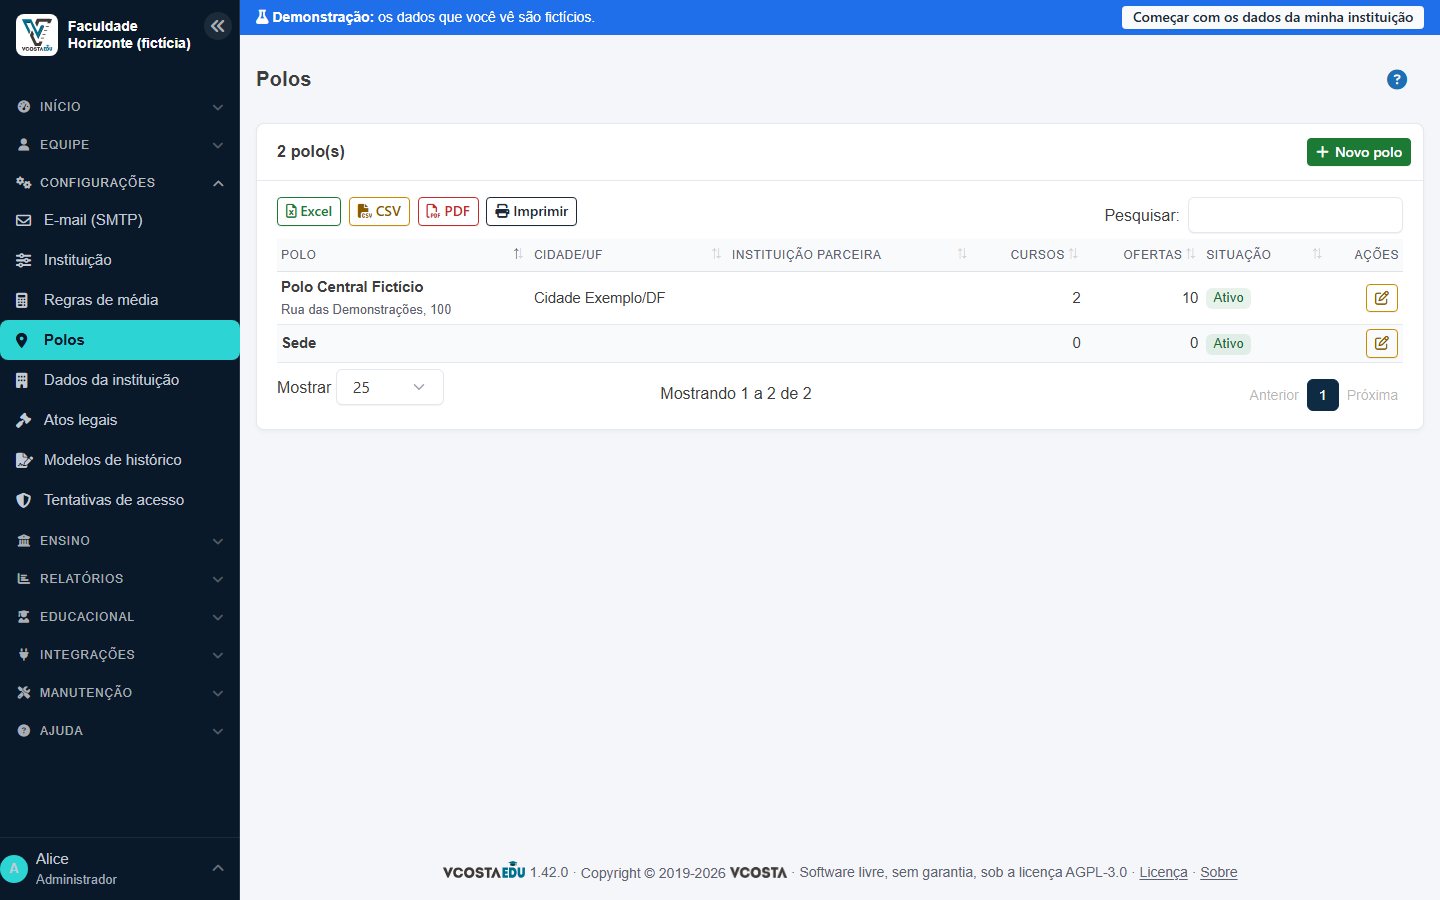 Faculdade
Horizonte (fictícia)
VCOSTAEDU
Demonstração: os dados que você vê são fictícios.
Começar com os dados da minha instituição
INÍCIO
EQUIPE
CONFIGURAÇÕES
E-mail (SMTP)
Instituição
Regras de média
Polos
Dados da instituição
Atos legais
Modelos de histórico
Tentativas de acesso
ENSINO
RELATÓRIOS
EDUCACIONAL
INTEGRAÇÕES
MANUTENÇÃO
AJUDA
A
Alice
Administrador
Polos
?
2 polo(s)
Novo polo
Excel CSV PDF Imprimir
Pesquisar:
POLO CIDADE/UF INSTITUIÇÃO PARCEIRA CURSOS OFERTAS SITUAÇÃO AÇÕES
Polo Central Fictício
Rua das Demonstrações, 100
Cidade Exemplo/DF 2 10 Ativo
Sede 0 0 Ativo
Mostrar 25
Mostrando 1 a 2 de 2
Anterior 1 Próxima
VCOSTAEDU 1.42.0 · Copyright © 2019-2026 VCOSTA · Software livre, sem garantia, sob a licença AGPL-3.0 · Licença · Sobre